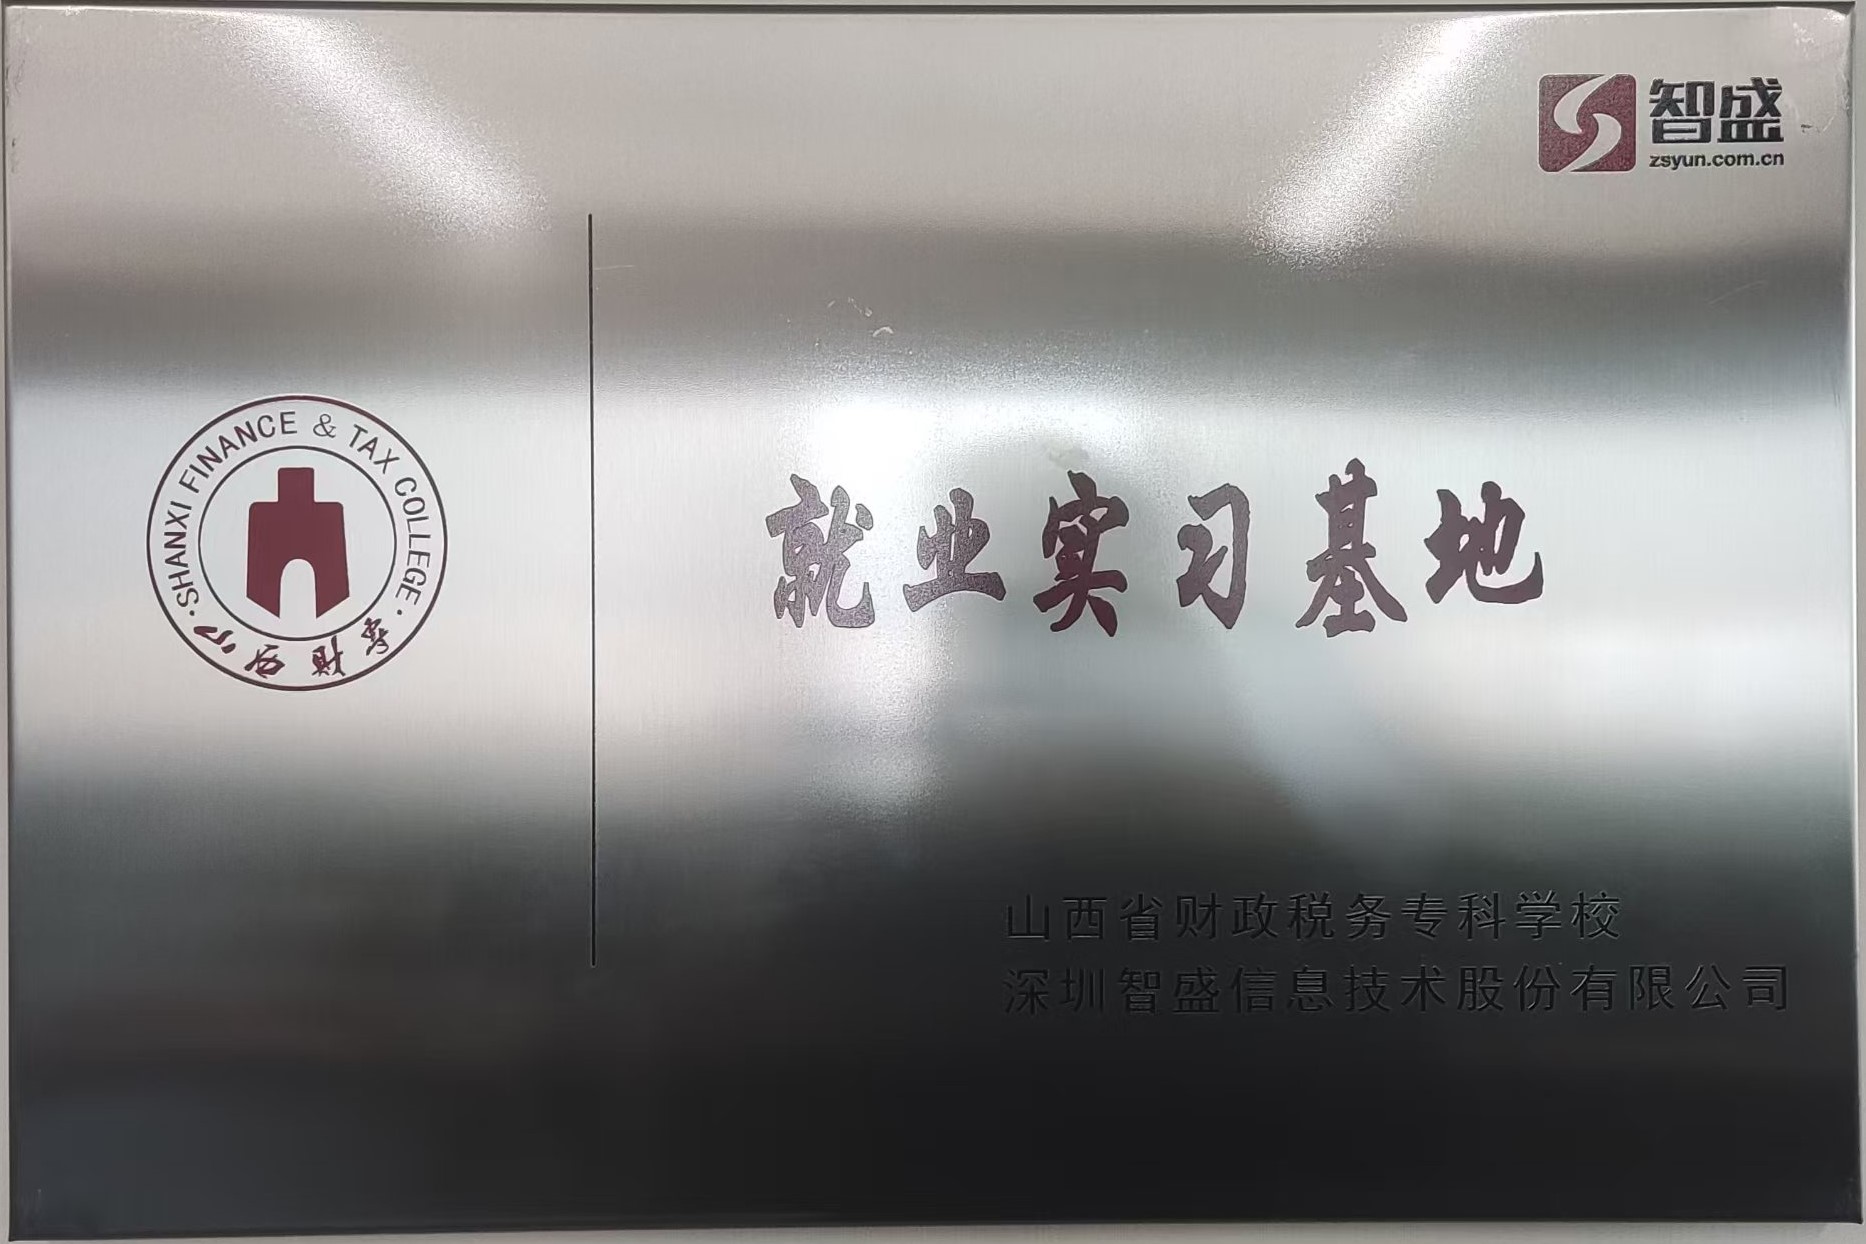 智盛
zsyun.com.cn
SHANXI FINANCE & TAX COLLEGE
山西财专
就业实习基地
山西省财政税务专科学校
深圳智盛信息技术股份有限公司